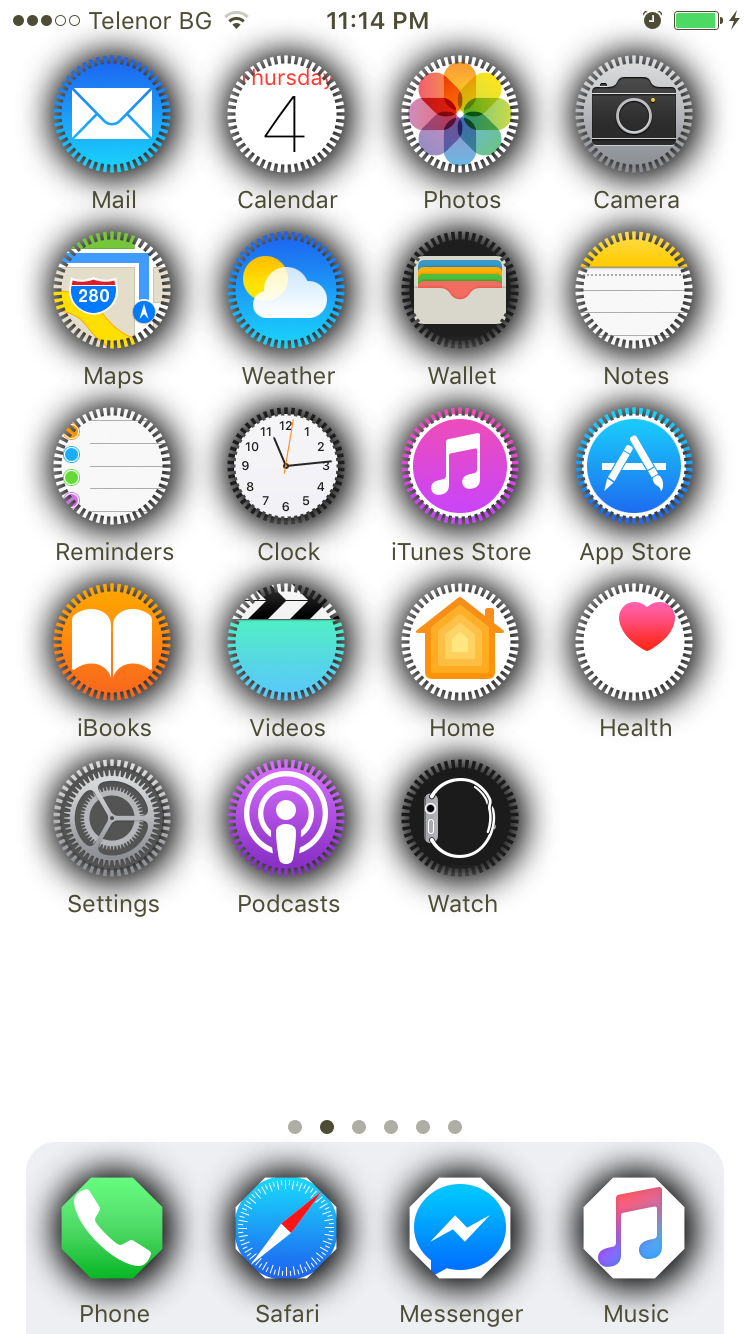 Telenor BG 11:14 PM
Thursday
4
Mail Calendar Photos Camera
280
Maps Weather Wallet Notes
12
11 1
10 2
9 3
8 4
7 5
6
Reminders Clock iTunes Store App Store
iBooks Videos Home Health
Settings Podcasts Watch
Phone Safari Messenger Music